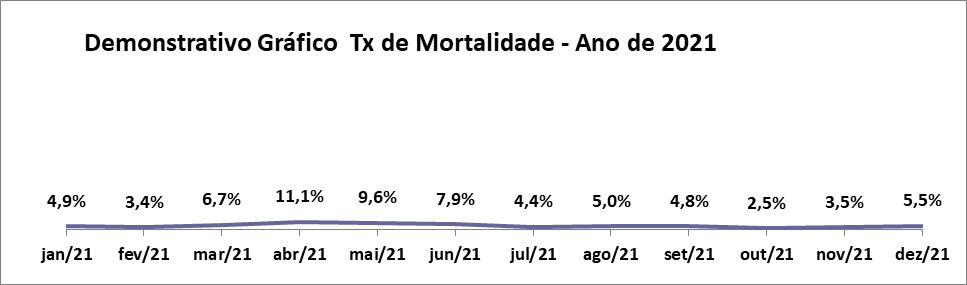 Demonstrativo Gráfico  Tx de Mortalidade - Ano de 2021
4,9% 3,4% 6,7% 11,1% 9,6% 7,9% 4,4% 5,0% 4,8% 2,5% 3,5% 5,5%
jan/21 fev/21 mar/21 abr/21 mai/21 jun/21 jul/21 ago/21 set/21 out/21 nov/21 dez/21